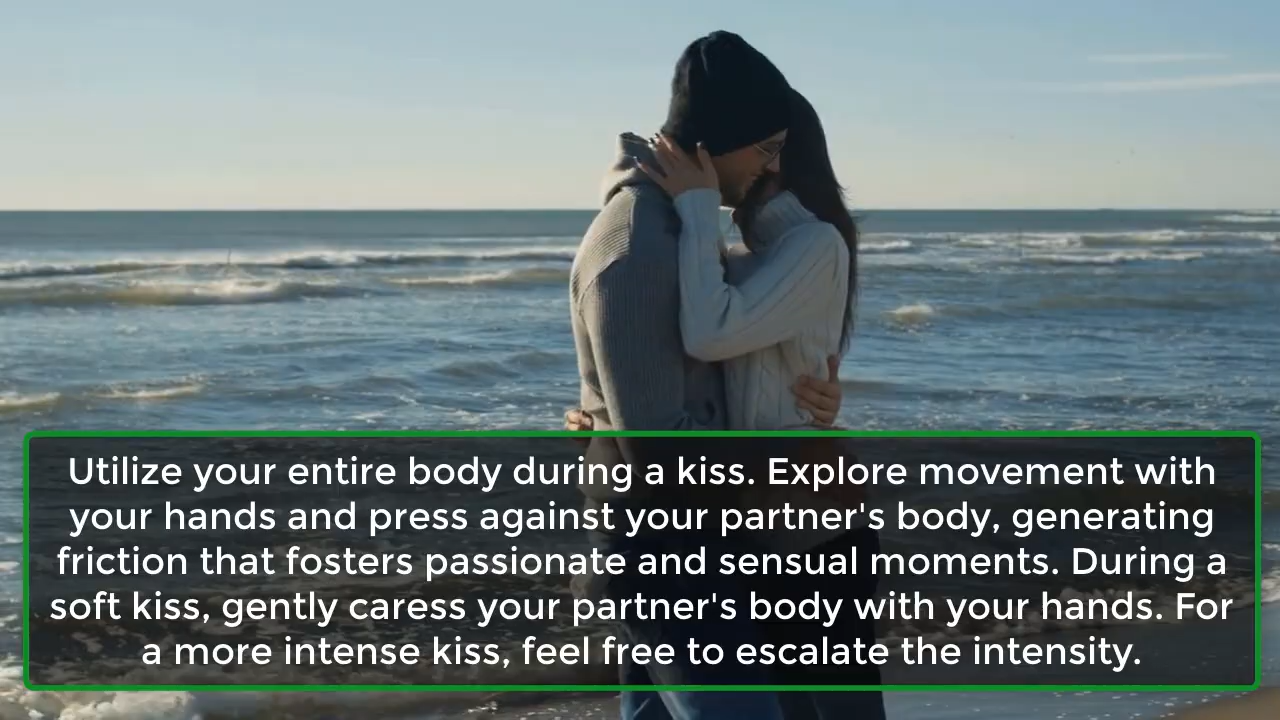 Utilize your entire body during a kiss. Explore movement with
your hands and press against your partner's body, generating
friction that fosters passionate and sensual moments. During a
soft kiss, gently caress your partner's body with your hands. For
a more intense kiss, feel free to escalate the intensity.